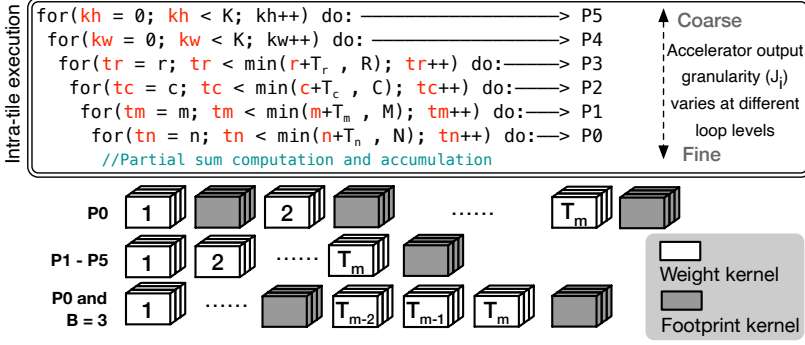 Intra-tile execution
for(kh = 0; kh < K; kh++) do: P5
for(kw = 0; kw < K; kw++) do: P4
for(tr = r; tr < min(r+Tr , R); tr++) do: P3
for(tc = c; tc < min(c+Tc , C); tc++) do: P2
for(tm = m; tm < min(m+Tm , M); tm++) do: P1
for(tn = n; tn < min(n+Tn , N); tn++) do: P0
//Partial sum computation and accumulation
Coarse
Accelerator output
granularity (Ji)
varies at different
loop levels
Fine
P0 1 2 ...... Tm
P1 - P5 1 2 ...... Tm
P0 and
B = 3
1 ...... Tm-2 Tm-1 Tm
Weight kernel
Footprint kernel